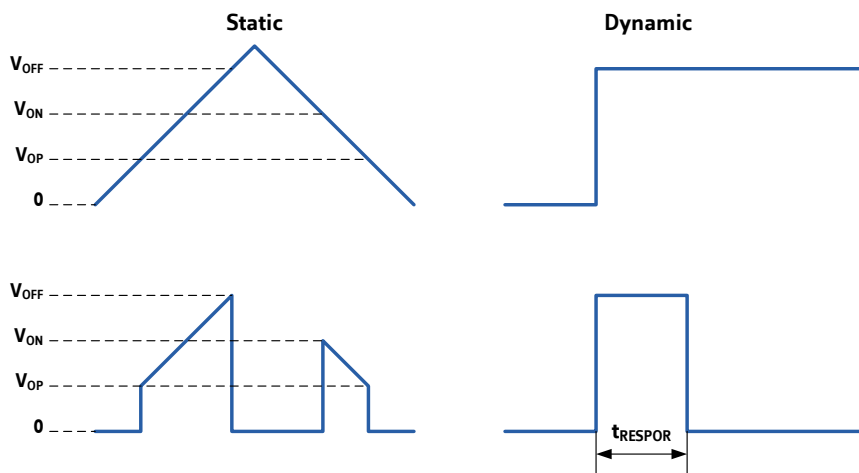 Static Dynamic
VOFF
VON
VOP
0
VOFF
VON
VOP
0
tRESPOR